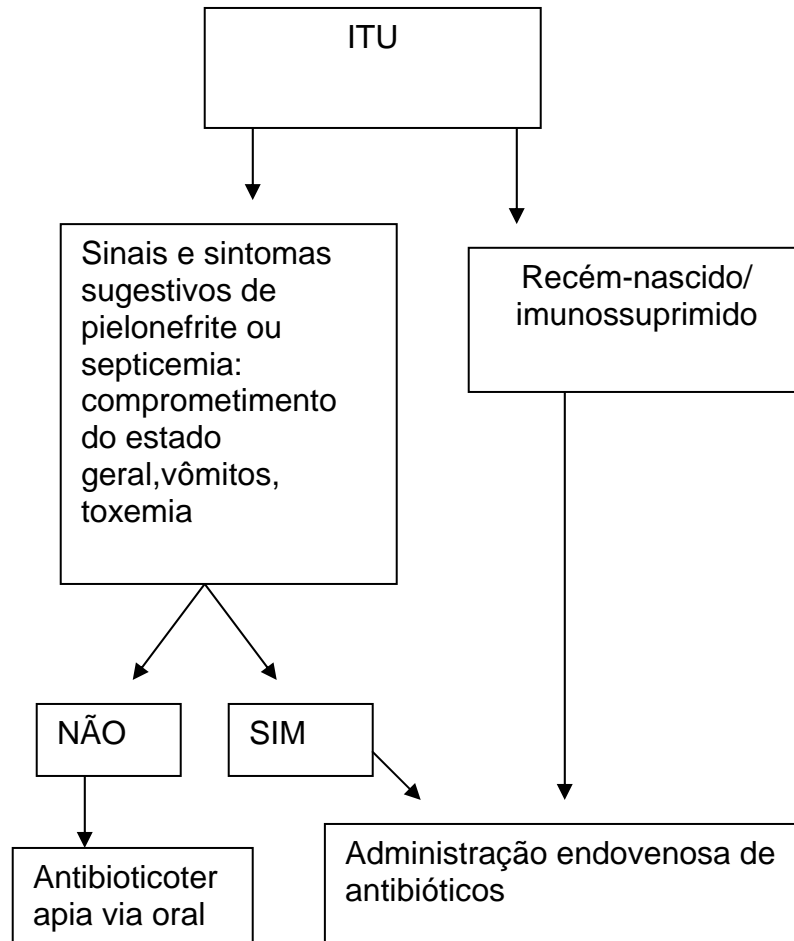 ITU
Sinais e sintomas
sugestivos de
pielonefrite ou
septicemia:
comprometimento
do estado
geral,vômitos,
toxemia
Recém-nascido/
imunossuprimido
NÃO
SIM
Antibioticoter
apia via oral
Administração endovenosa de
antibióticos